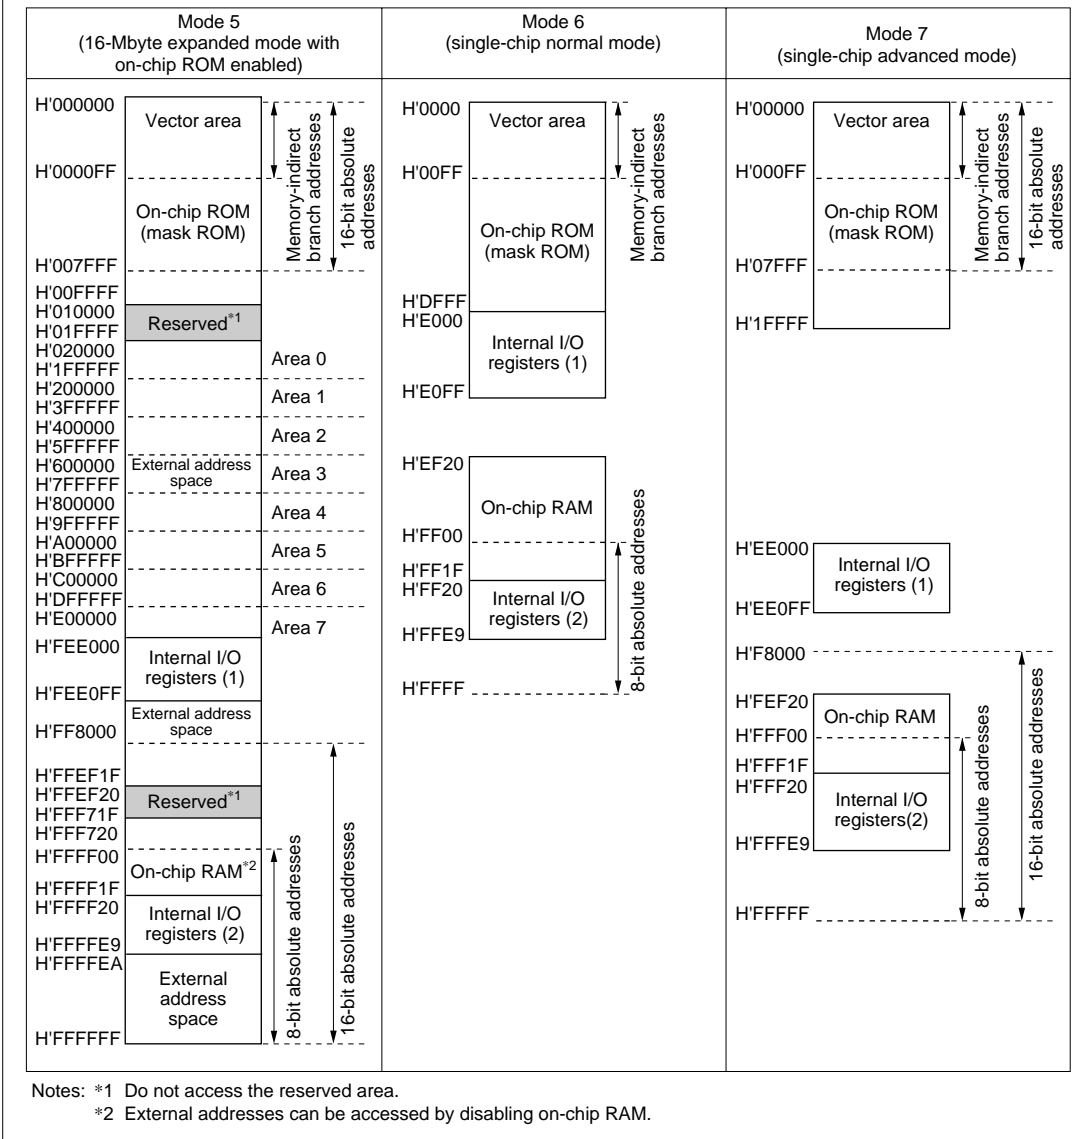 Mode 5
(16-Mbyte expanded mode with
on-chip ROM enabled)
H'000000
Vector area
H'0000FF
On-chip ROM
(mask ROM)
H'007FFF
H'00FFFF
H'010000
Reserved*1
H'01FFFF
H'020000
Area 0
H'1FFFFF
H'200000
Area 1
H'3FFFFF
H'400000
Area 2
H'5FFFFF
H'600000
External address
space
Area 3
H'7FFFFF
H'800000
Area 4
H'9FFFFF
H'A00000
Area 5
H'BFFFFF
H'C00000
Area 6
H'DFFFFF
H'E00000
Area 7
H'FEE000
Internal I/O
registers (1)
H'FEE0FF
External address
space
H'FF8000
H'FFEF1F
H'FFEF20
Reserved*1
H'FFF71F
H'FFF720
H'FFFF00
On-chip RAM*2
H'FFFF1F
H'FFFF20
Internal I/O
registers (2)
H'FFFFE9
H'FFFFEA
External
address
space
H'FFFFFF
Memory-indirect
branch addresses
16-bit absolute
addresses
8-bit absolute addresses
16-bit absolute addresses
Mode 6
(single-chip normal mode)
H'0000
Vector area
H'00FF
On-chip ROM
(mask ROM)
H'DFFF
H'E000
Internal I/O
registers (1)
H'E0FF
H'EF20
On-chip RAM
H'FF00
H'FF1F
H'FF20
Internal I/O
registers (2)
H'FFE9
H'FFFF
Memory-indirect
branch addresses
8-bit absolute addresses
Mode 7
(single-chip advanced mode)
H'00000
Vector area
H'000FF
On-chip ROM
(mask ROM)
H'07FFF
H'1FFFF
H'EE000
Internal I/O
registers (1)
H'EE0FF
H'F8000
H'FEF20
On-chip RAM
H'FFF00
H'FFF1F
H'FFF20
Internal I/O
registers(2)
H'FFFE9
H'FFFFF
Memory-indirect
branch addresses
16-bit absolute
addresses
8-bit absolute addresses
16-bit absolute addresses
Notes: *1 Do not access the reserved area.
*2 External addresses can be accessed by disabling on-chip RAM.